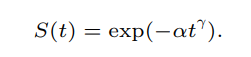 S(t) = exp(−αt^γ).